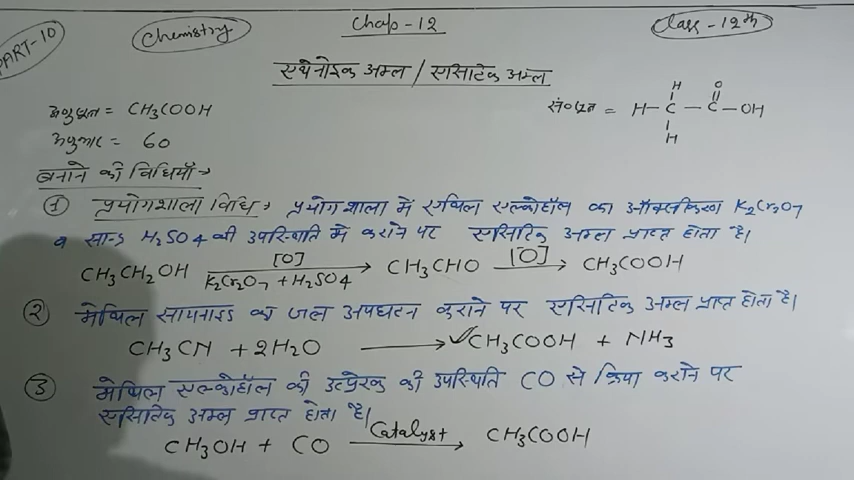 PART-10
Chemistry
Chap-12
Class-12th
एथेनोइक अम्ल / एसिटिक अम्ल
अणुसूत्र = CH3COOH
सं० सूत्र = H-C-C-OH
H
O
H
अणुभार = 60
बनाने की विधियाँ→
① प्रयोगशाला विधि→ प्रयोगशाला में एथिल एल्कोहॉल का ऑक्सीकरण K2Cr2O7
व सान्द्र H2SO4 की उपस्थिति में कराने पर एसिटिक अम्ल प्राप्त होता है।
CH3CH2OH [O] K2Cr2O7 + H2SO4 → CH3CHO [O] → CH3COOH
② मेथिल सायनाइड का जल अपघटन कराने पर एसिटिक अम्ल प्राप्त होता है।
CH3CN + 2H2O → ✓CH3COOH + NH3
③ मेथिल एल्कोहॉल की उत्प्रेरक की उपस्थिति CO से क्रिया कराने पर
एसिटिक अम्ल प्राप्त होता है।
CH3OH + CO Catalyst → CH3COOH